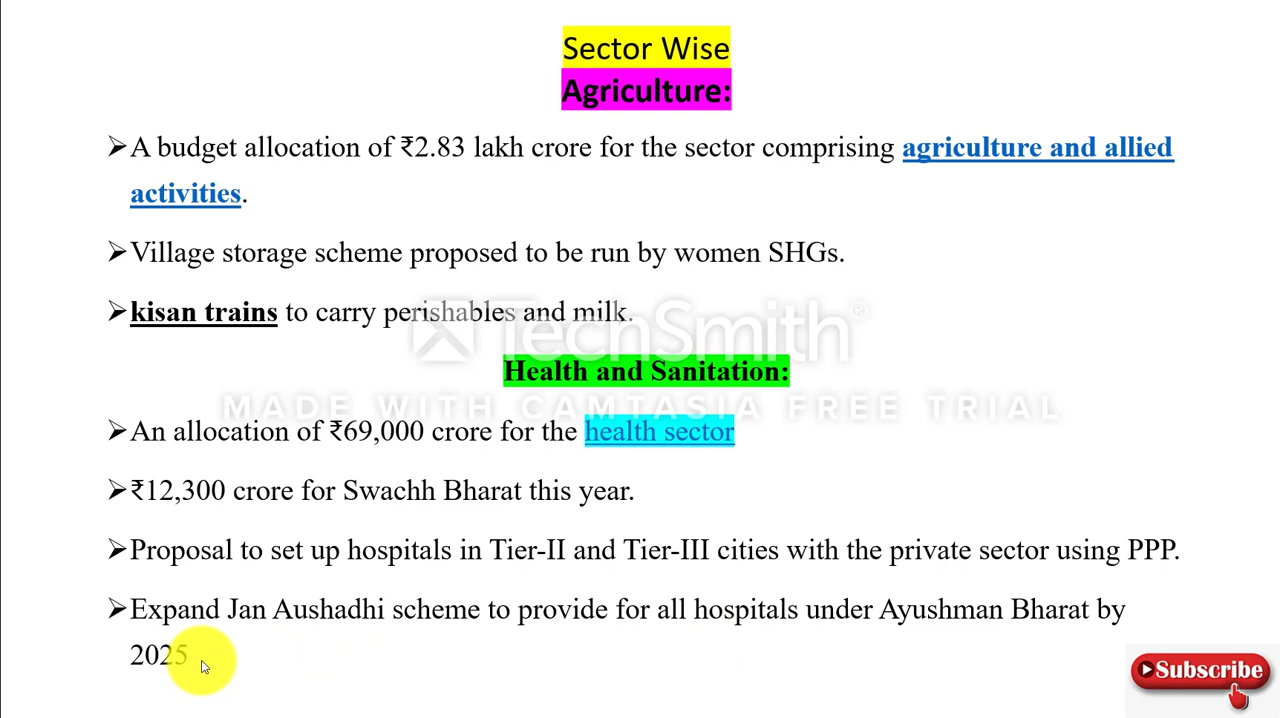 Sector Wise
Agriculture:
➢A budget allocation of ₹2.83 lakh crore for the sector comprising agriculture and allied
activities.
➢Village storage scheme proposed to be run by women SHGs.
➢kisan trains to carry perishables and milk.
TechSmith®
Health and Sanitation:
MADE WITH CAMTASIA FREE TRIAL
➢An allocation of ₹69,000 crore for the health sector
➢₹12,300 crore for Swachh Bharat this year.
➢Proposal to set up hospitals in Tier-II and Tier-III cities with the private sector using PPP.
➢Expand Jan Aushadhi scheme to provide for all hospitals under Ayushman Bharat by
2025
Subscribe